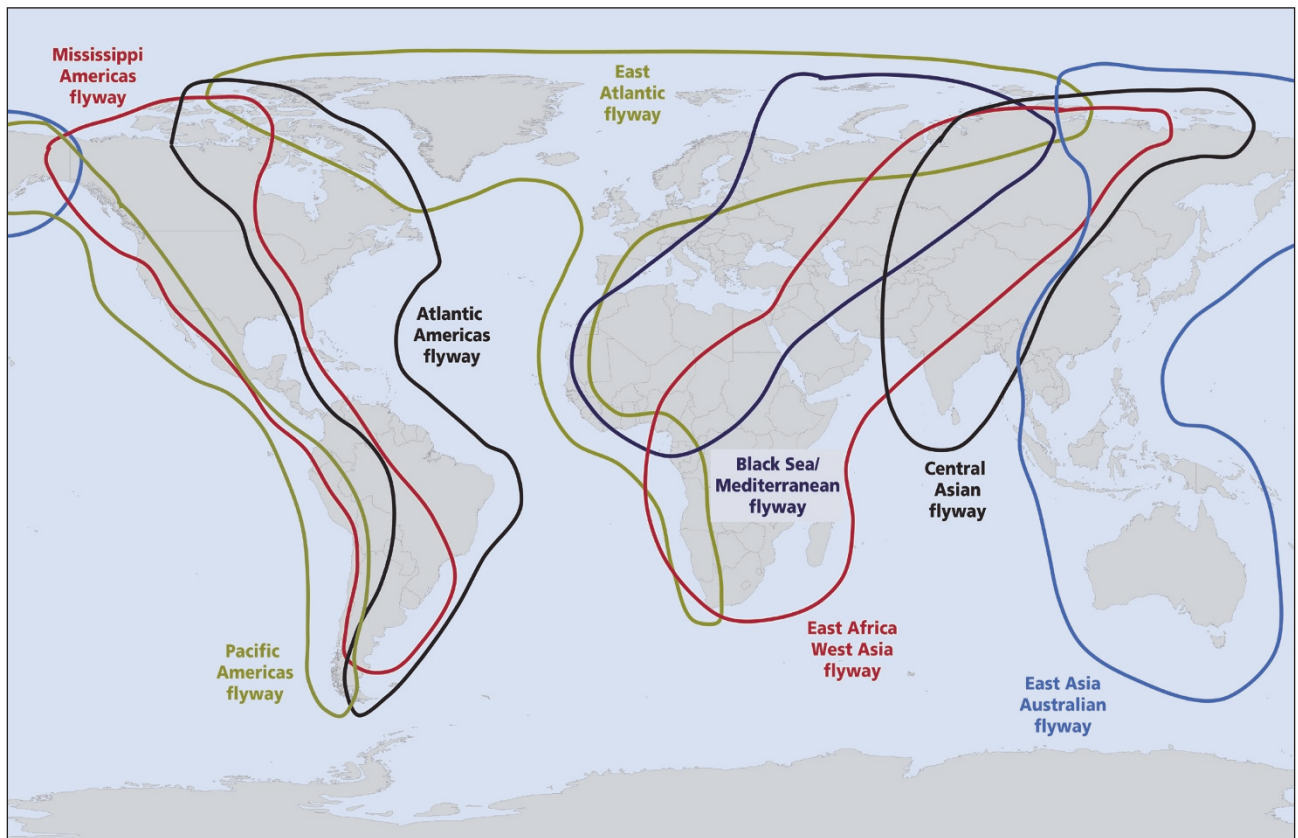 Mississippi
Americas
flyway
East
Atlantic
flyway
Atlantic
Americas
flyway
Black Sea/
Mediterranean
flyway
Central
Asian
flyway
Pacific
Americas
flyway
East Africa
West Asia
flyway
East Asia
Australian
flyway